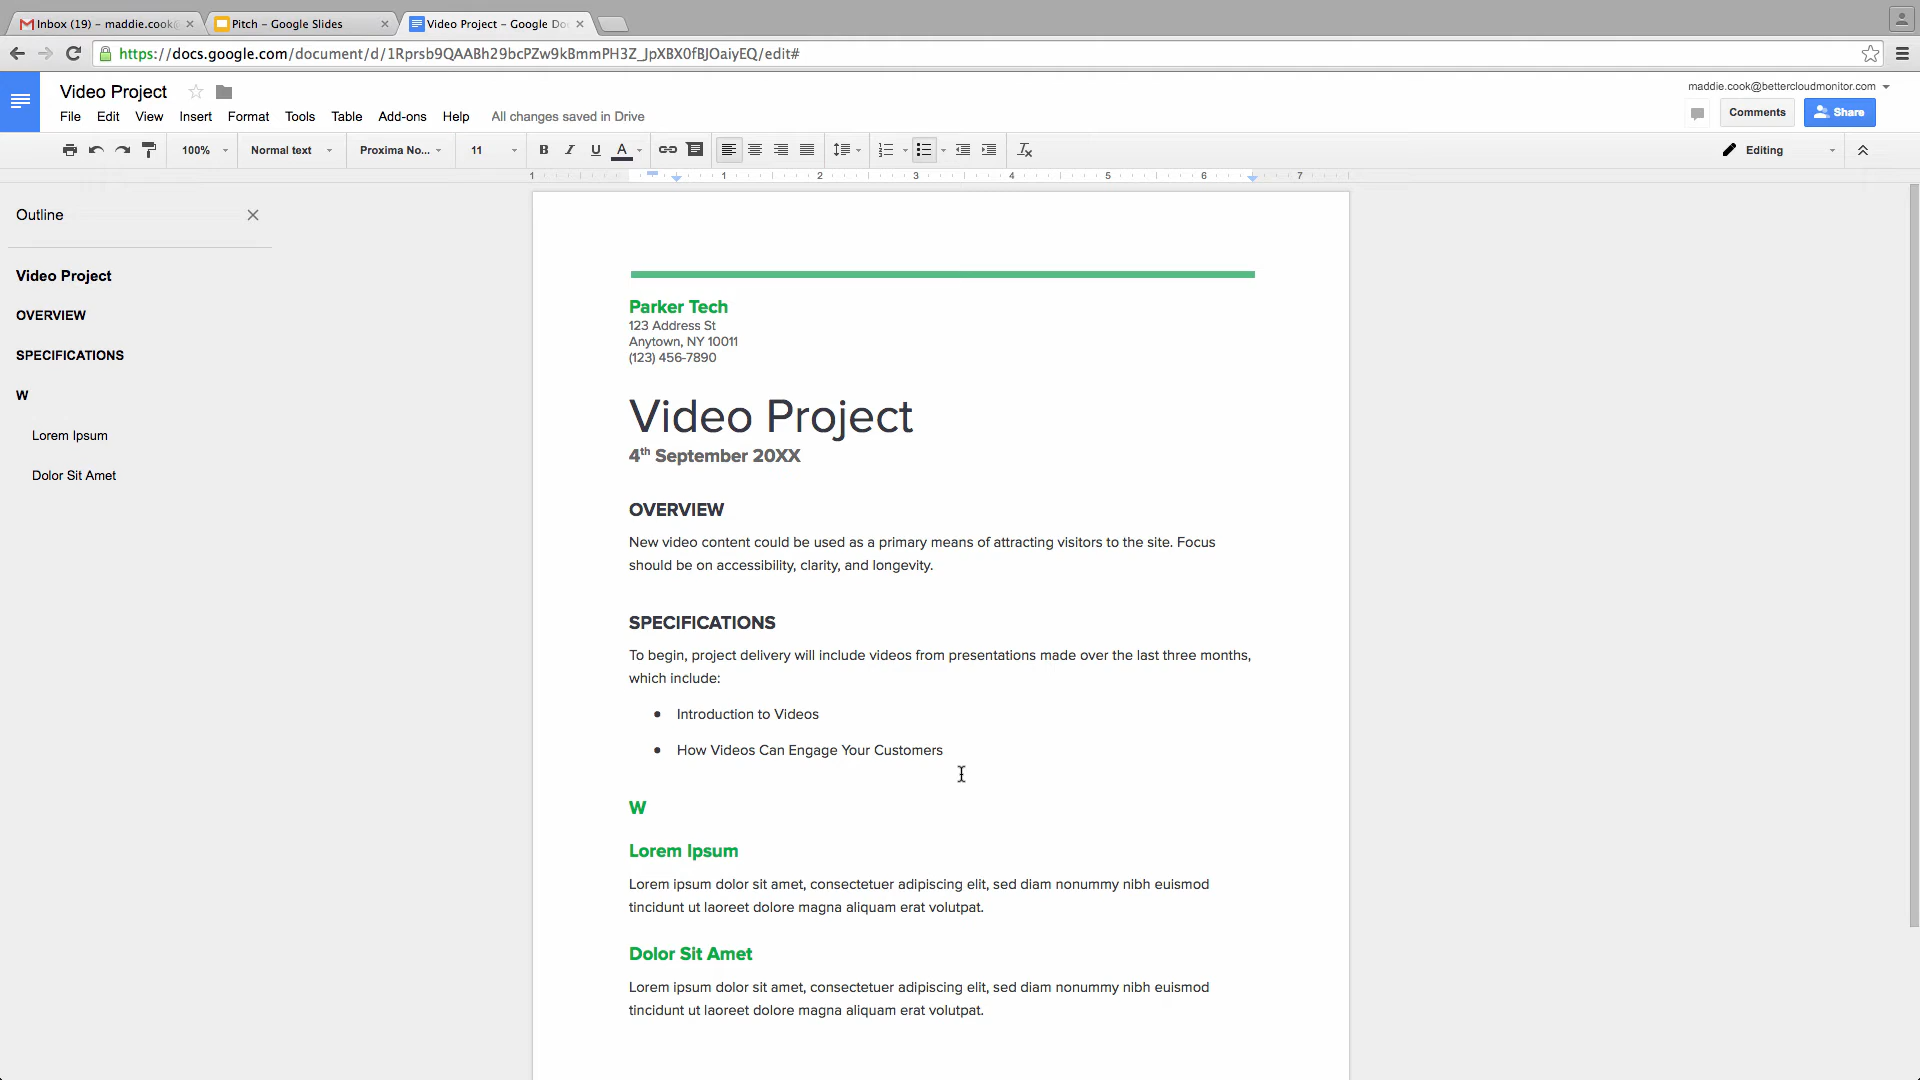 Inbox (19) – maddie.cook@
Pitch – Google Slides
Video Project – Google Do
https://docs.google.com/document/d/1Rprsb9QAABh29bcPZw9kBmmPH3Z_JpXBX0fBJOaiyEQ/edit#
Video Project
maddie.cook@bettercloudmonitor.com
File Edit View Insert Format Tools Table Add-ons Help All changes saved in Drive
Comments
Share
100% Normal text Proxima No... 11 B I U A Editing
1 1 2 3 4 5 6 7
Outline
Video Project
OVERVIEW
SPECIFICATIONS
W
Lorem Ipsum
Dolor Sit Amet
Parker Tech
123 Address St
Anytown, NY 10011
(123) 456-7890
Video Project
4th September 20XX
OVERVIEW
New video content could be used as a primary means of attracting visitors to the site. Focus
should be on accessibility, clarity, and longevity.
SPECIFICATIONS
To begin, project delivery will include videos from presentations made over the last three months,
which include:
● Introduction to Videos
● How Videos Can Engage Your Customers
W
Lorem Ipsum
Lorem ipsum dolor sit amet, consectetuer adipiscing elit, sed diam nonummy nibh euismod
tincidunt ut laoreet dolore magna aliquam erat volutpat.
Dolor Sit Amet
Lorem ipsum dolor sit amet, consectetuer adipiscing elit, sed diam nonummy nibh euismod
tincidunt ut laoreet dolore magna aliquam erat volutpat.